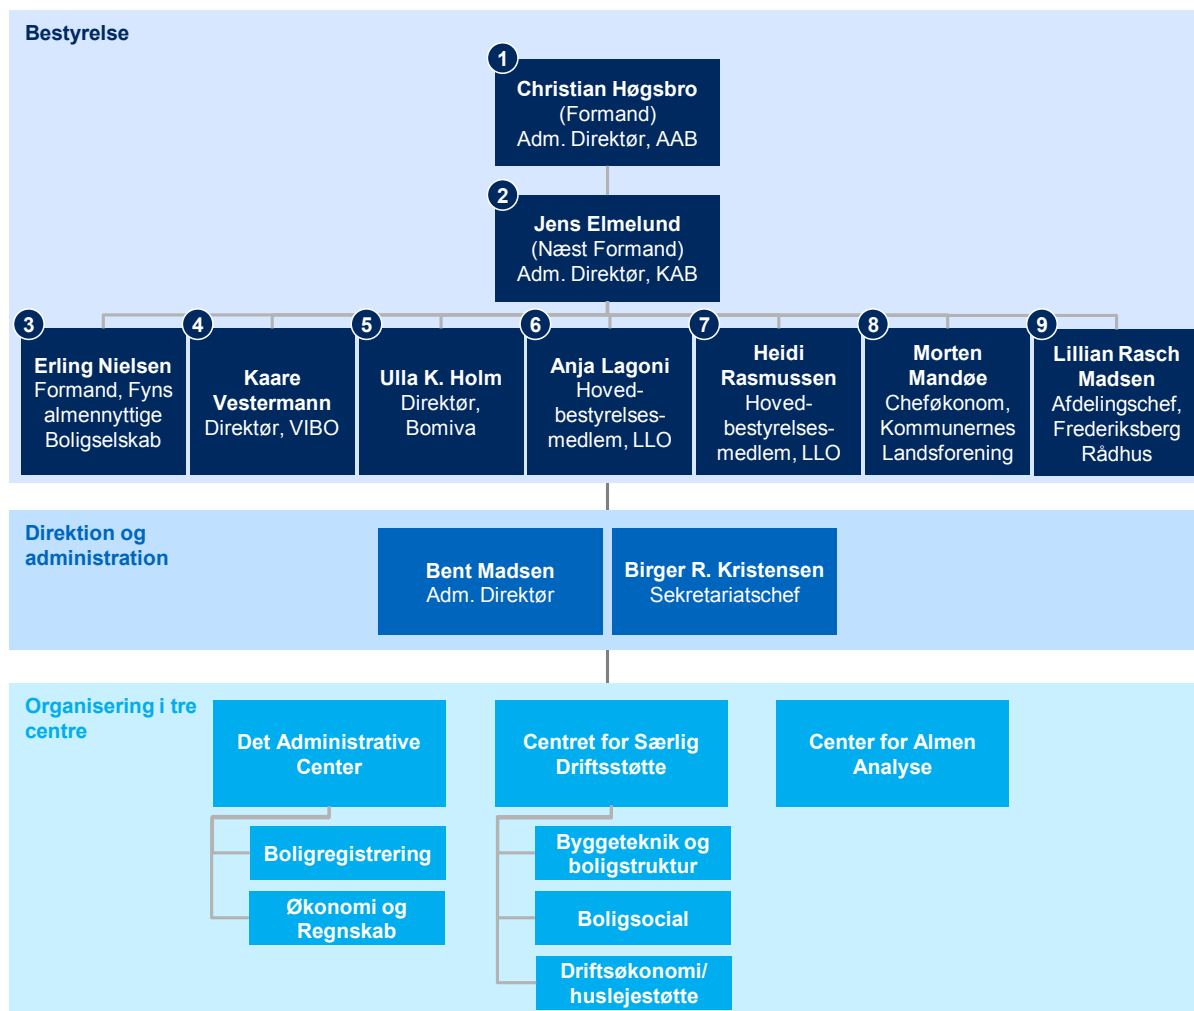 Bestyrelse
1
Christian Høgsbro
(Formand)
Adm. Direktør, AAB
2
Jens Elmelund
(Næst Formand)
Adm. Direktør, KAB
3
Erling Nielsen
Formand, Fyns
almennyttige
Boligselskab
4
Kaare
Vestermann
Direktør, VIBO
5
Ulla K. Holm
Direktør,
Bomiva
6
Anja Lagoni
Hoved-
bestyrelses-
medlem, LLO
7
Heidi
Rasmussen
Hoved-
bestyrelses-
medlem, LLO
8
Morten
Mandøe
Cheføkonom,
Kommunernes
Landsforening
9
Lillian Rasch
Madsen
Afdelingschef,
Frederiksberg
Rådhus
Direktion og
administration
Bent Madsen
Adm. Direktør
Birger R. Kristensen
Sekretariatschef
Organisering i tre
centre
Det Administrative
Center
Boligregistrering
Økonomi og
Regnskab
Centret for Særlig
Driftsstøtte
Byggeteknik og
boligstruktur
Boligsocial
Driftsøkonomi/
huslejestøtte
Center for Almen
Analyse